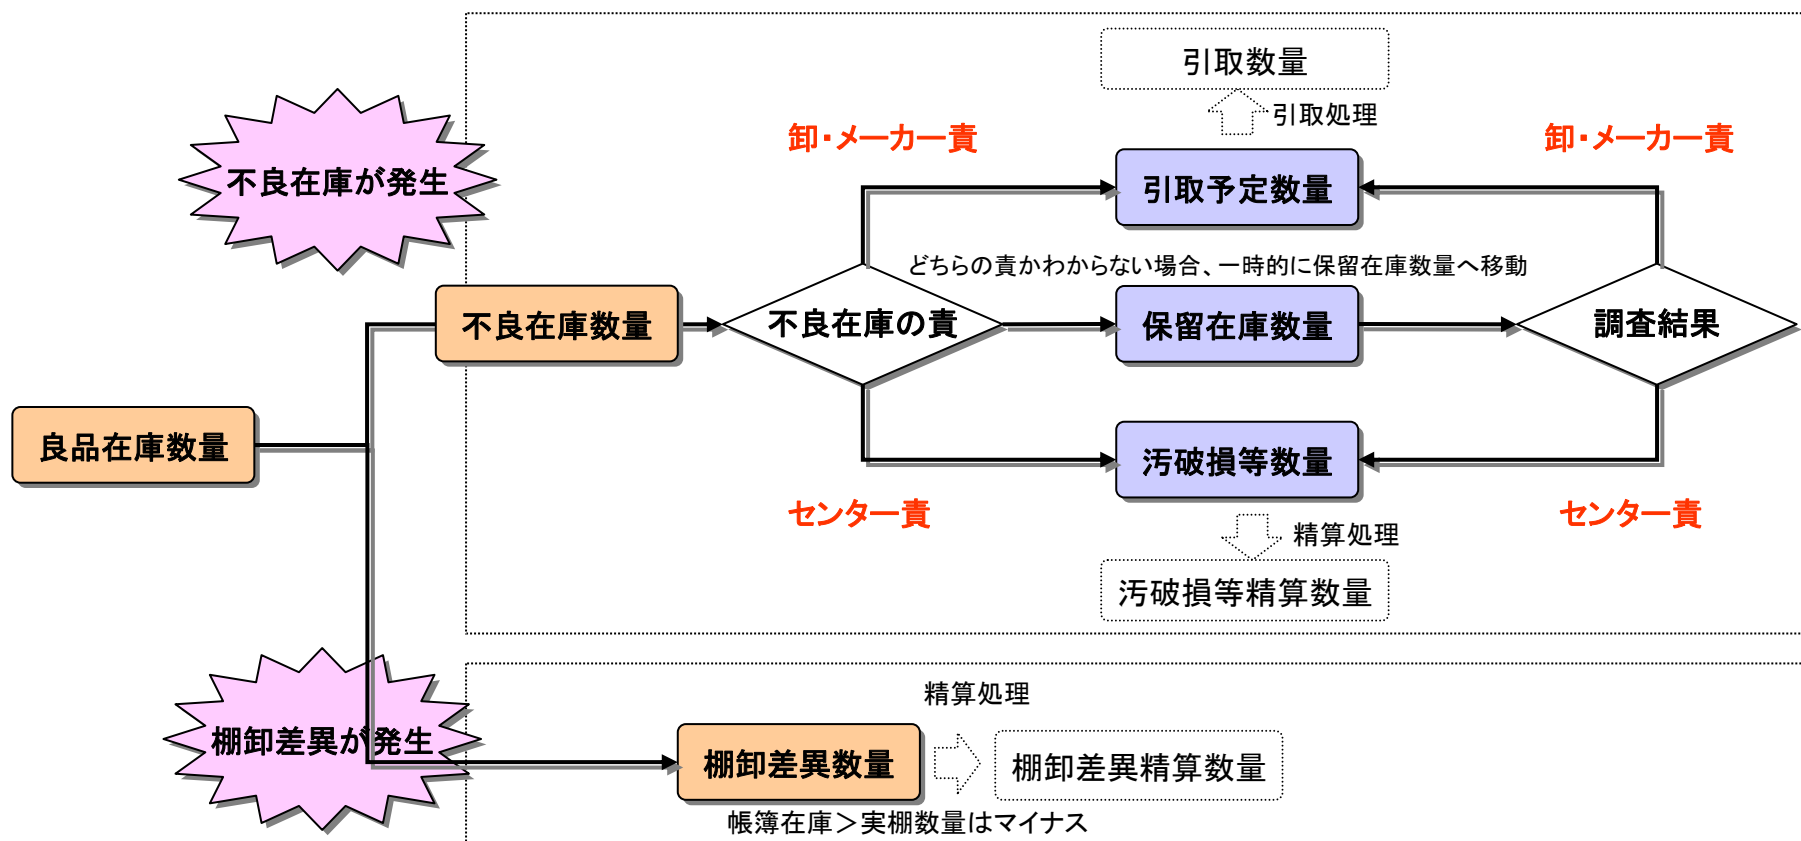 引取数量
引取処理
卸・メーカー責
卸・メーカー責
不良在庫が発生
引取予定数量
どちらの責かわからない場合、一時的に保留在庫数量へ移動
不良在庫数量
不良在庫の責
保留在庫数量
調査結果
良品在庫数量
汚破損等数量
センター責
センター責
精算処理
汚破損等精算数量
精算処理
棚卸差異が発生
棚卸差異数量
棚卸差異精算数量
帳簿在庫＞実棚数量はマイナス